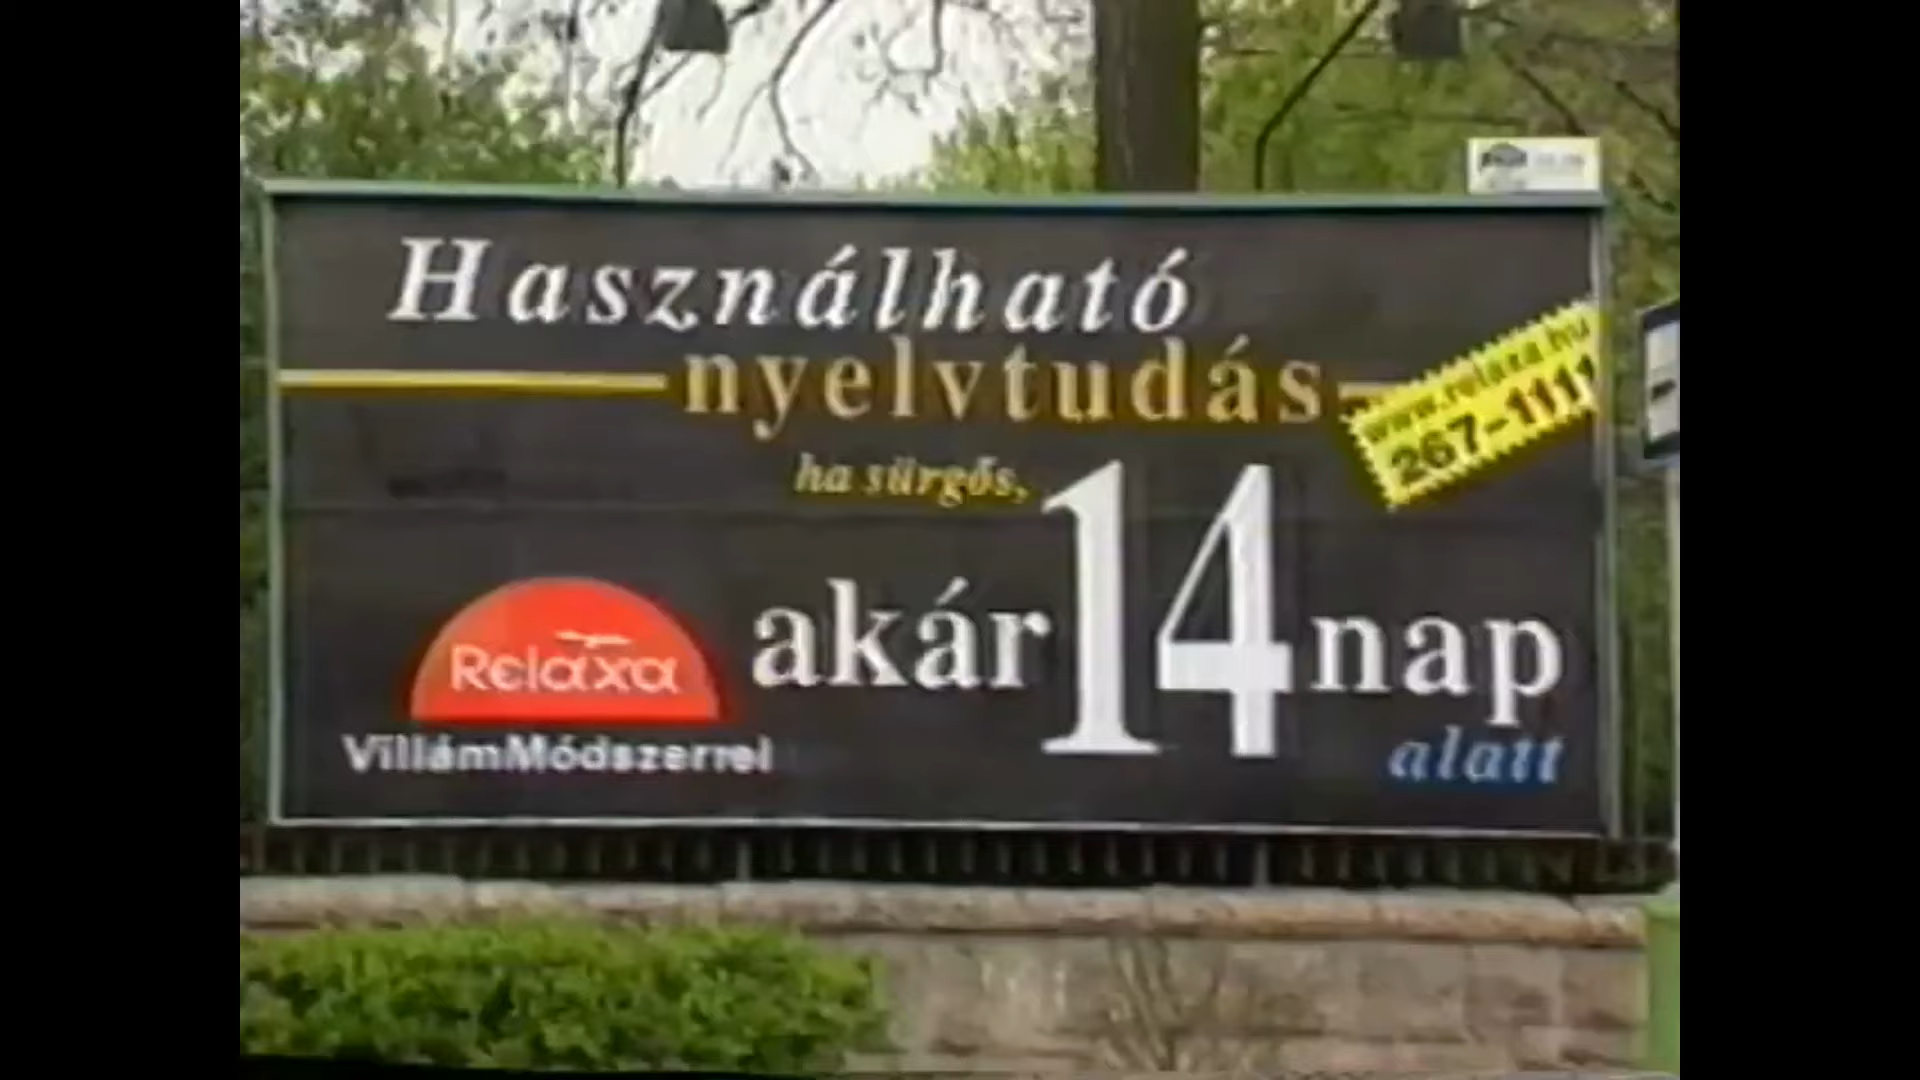 Használható
nyelvtudás
www.relaxa.hu
267-1111
ha sürgős,
akár 14 nap
alatt
Relaxa
VillámMódszerrel